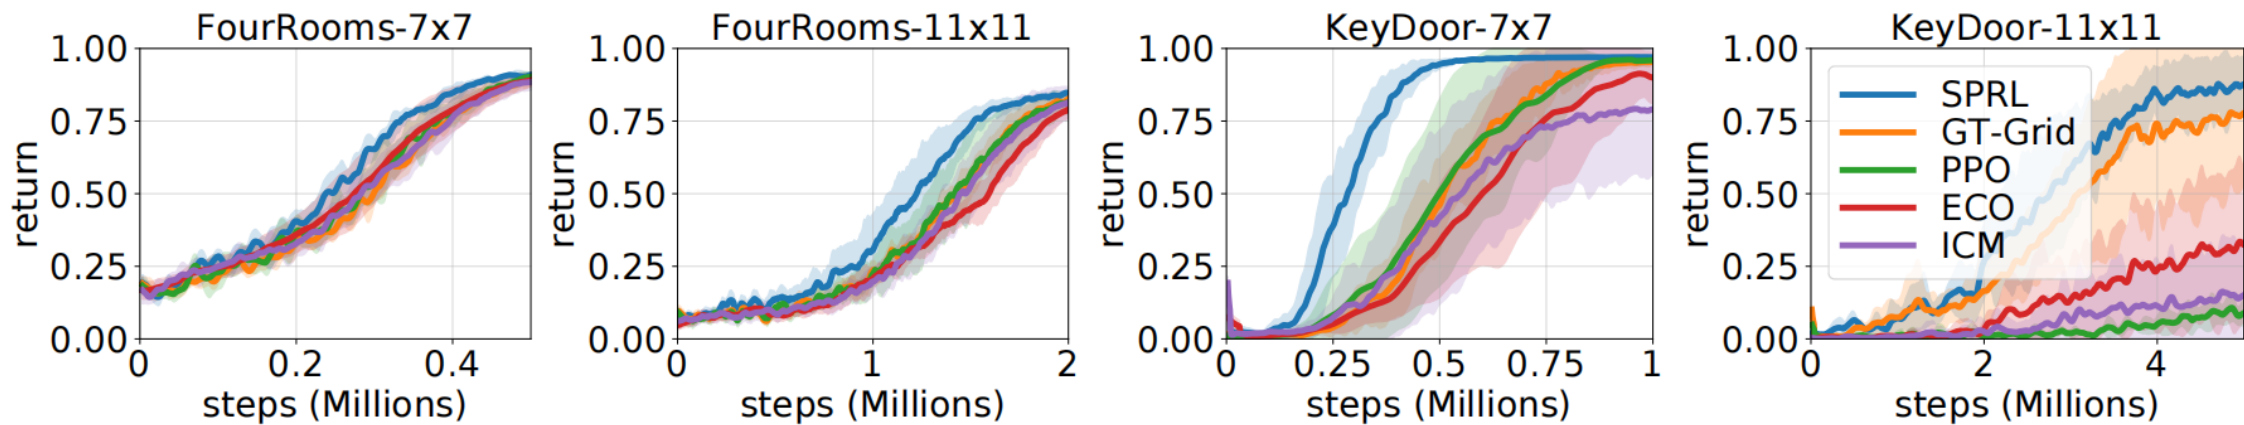 FourRooms-7x7
1.00
0.75
0.50
0.25
0.00
return
0 0.2 0.4
steps (Millions)
FourRooms-11x11
1.00
0.75
0.50
0.25
0.00
return
0 1 2
steps (Millions)
KeyDoor-7x7
1.00
0.75
0.50
0.25
0.00
return
0 0.25 0.5 0.75 1
steps (Millions)
KeyDoor-11x11
1.00
0.75
0.50
0.25
0.00
return
SPRL
GT-Grid
PPO
ECO
ICM
0 2 4
steps (Millions)